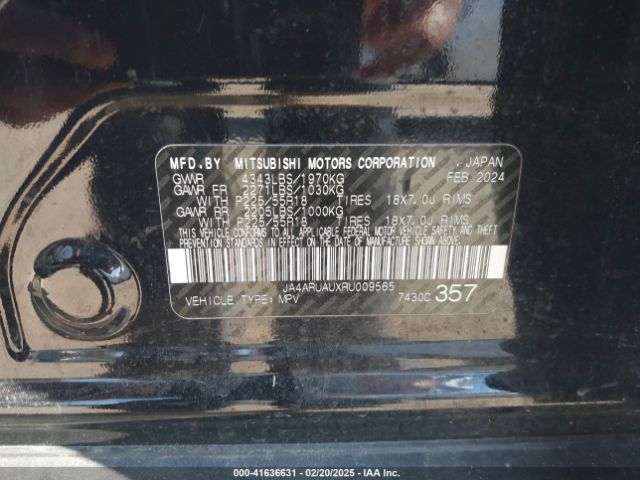 MFD.BY MITSUBISHI MOTORS CORPORATION , JAPAN
GVWR 4343LBS/1970KG FEB 2024
GAWR FR 2271LBS/1030KG
WITH P225/55R18 TIRES 18X7.0J RIMS
GAWR RR 2205LBS/1000KG
WITH P225/55R18 TIRES 18X7.0J RIMS
THIS VEHICLE CONFORMS TO ALL APPLICABLE FEDERAL MOTOR VEHICLE SAFETY AND THEFT
PREVENTION STANDARDS IN EFFECT ON THE DATE OF MANUFACTURE SHOWN ABOVE.
JA4ARUAUXRU009565
VEHICLE TYPE: MPV 7430C 357
000-41636631 - 02/20/2025 - IAAI.COM